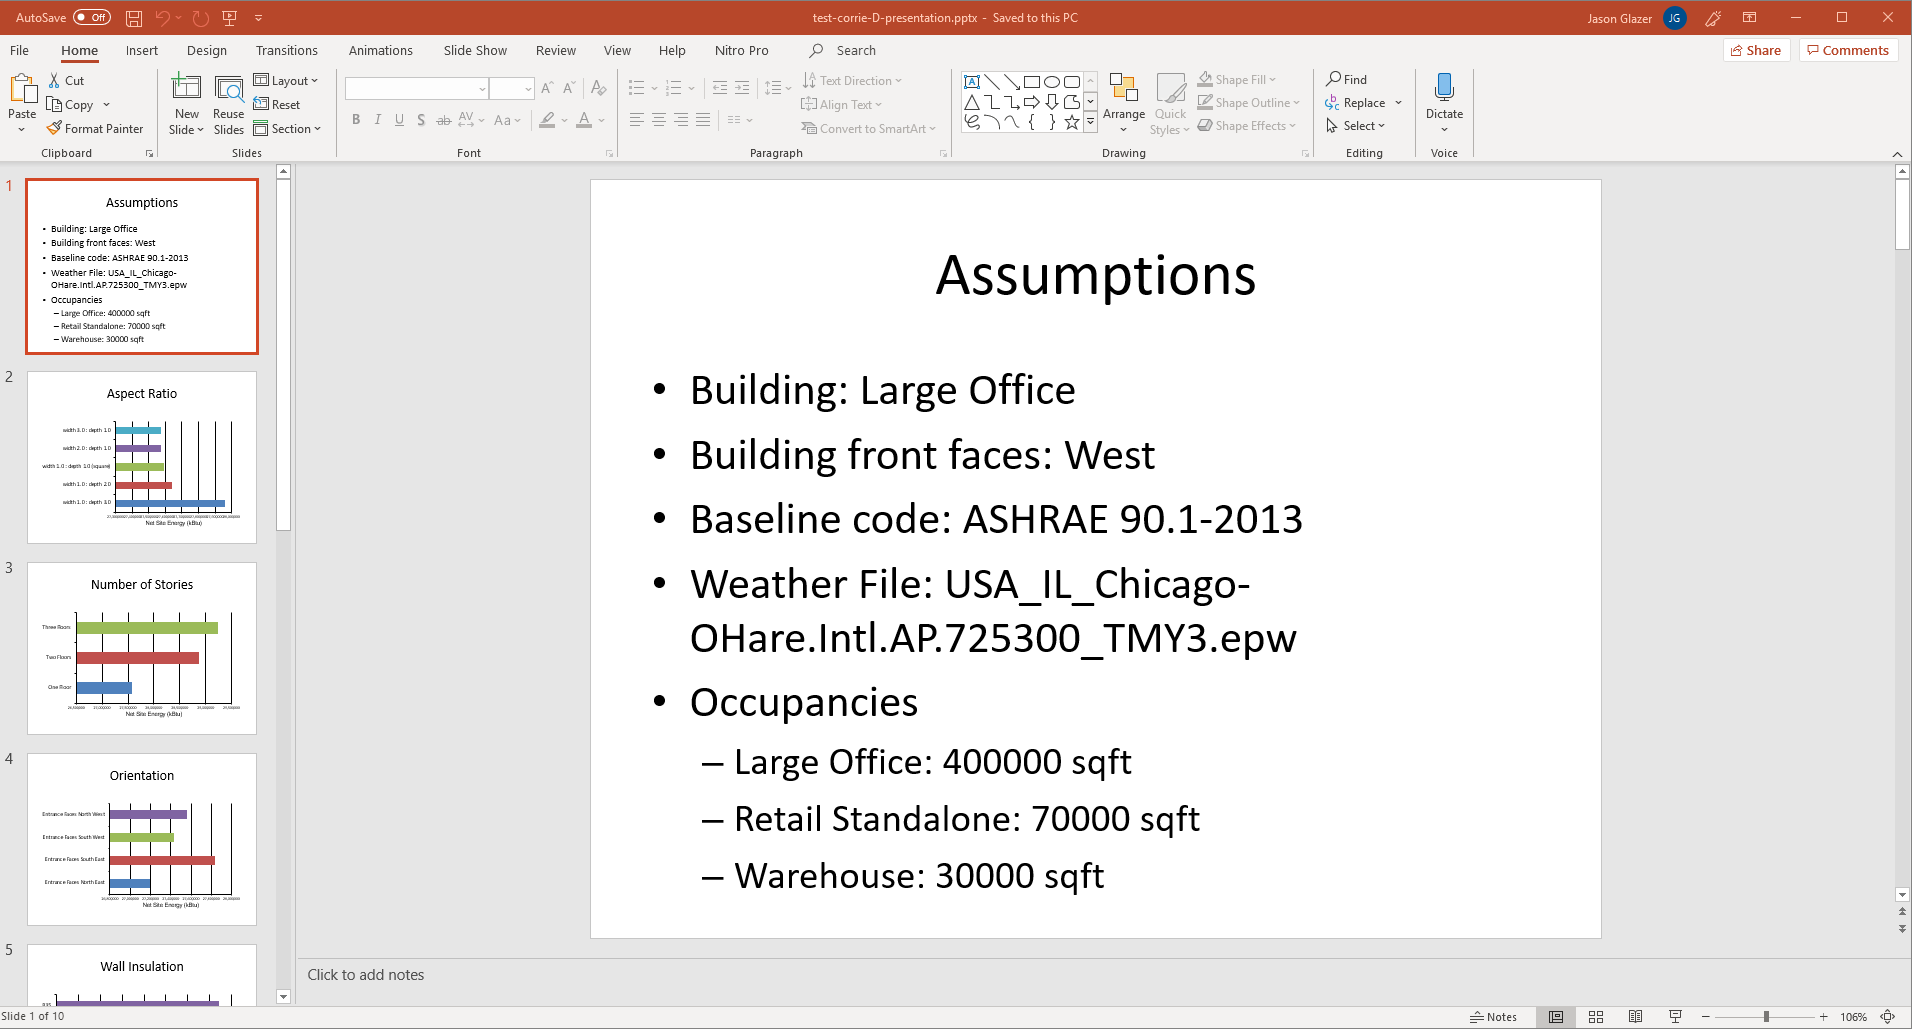 AutoSave Off test-corrie-D-presentation.pptx - Saved to this PC Jason Glazer JG
File Home Insert Design Transitions Animations Slide Show Review View Help Nitro Pro Search Share Comments
Paste
Cut
Copy
Format Painter
Clipboard
New Slide
Reuse Slides
Layout
Reset
Section
Slides
B I U S ab AV Aa A
Font
Text Direction
Align Text
Convert to SmartArt
Paragraph
Arrange
Quick Styles
Shape Fill
Shape Outline
Shape Effects
Drawing
Find
Replace
Select
Editing
Dictate
Voice
1
Assumptions
• Building: Large Office
• Building front faces: West
• Baseline code: ASHRAE 90.1-2013
• Weather File: USA_IL_Chicago-
OHare.Intl.AP.725300_TMY3.epw
• Occupancies
– Large Office: 400000 sqft
– Retail Standalone: 70000 sqft
– Warehouse: 30000 sqft
2
Aspect Ratio
width 3.0 : depth 1.0
width 2.0 : depth 1.0
width 1.0 : depth 1.0 (square)
width 1.0 : depth 2.0
width 1.0 : depth 3.0
Net Site Energy (kBtu)
3
Number of Stories
Three Floors
Two Floors
One Floor
Net Site Energy (kBtu)
4
Orientation
Entrance Faces North West
Entrance Faces South West
Entrance Faces South East
Entrance Faces North East
Net Site Energy (kBtu)
5
Wall Insulation
Assumptions
• Building: Large Office
• Building front faces: West
• Baseline code: ASHRAE 90.1-2013
• Weather File: USA_IL_Chicago-
OHare.Intl.AP.725300_TMY3.epw
• Occupancies
– Large Office: 400000 sqft
– Retail Standalone: 70000 sqft
– Warehouse: 30000 sqft
Click to add notes
Slide 1 of 10 Notes 106%